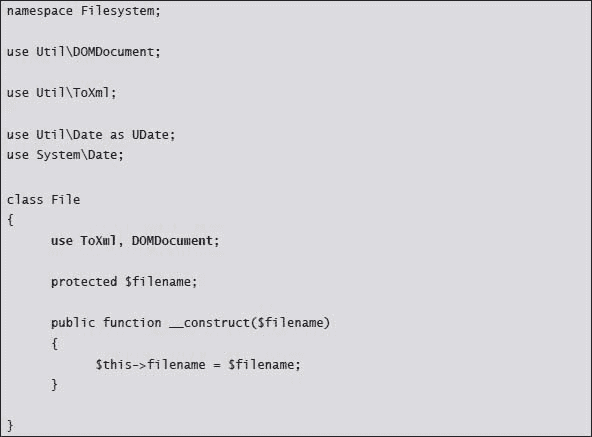 namespace Filesystem;
use Util\DOMDocument;
use Util\ToXml;
use Util\Date as UDate;
use System\Date;
class File
{
use ToXml, DOMDocument;
protected $filename;
public function __construct($filename)
{
$this->filename = $filename;
}
}